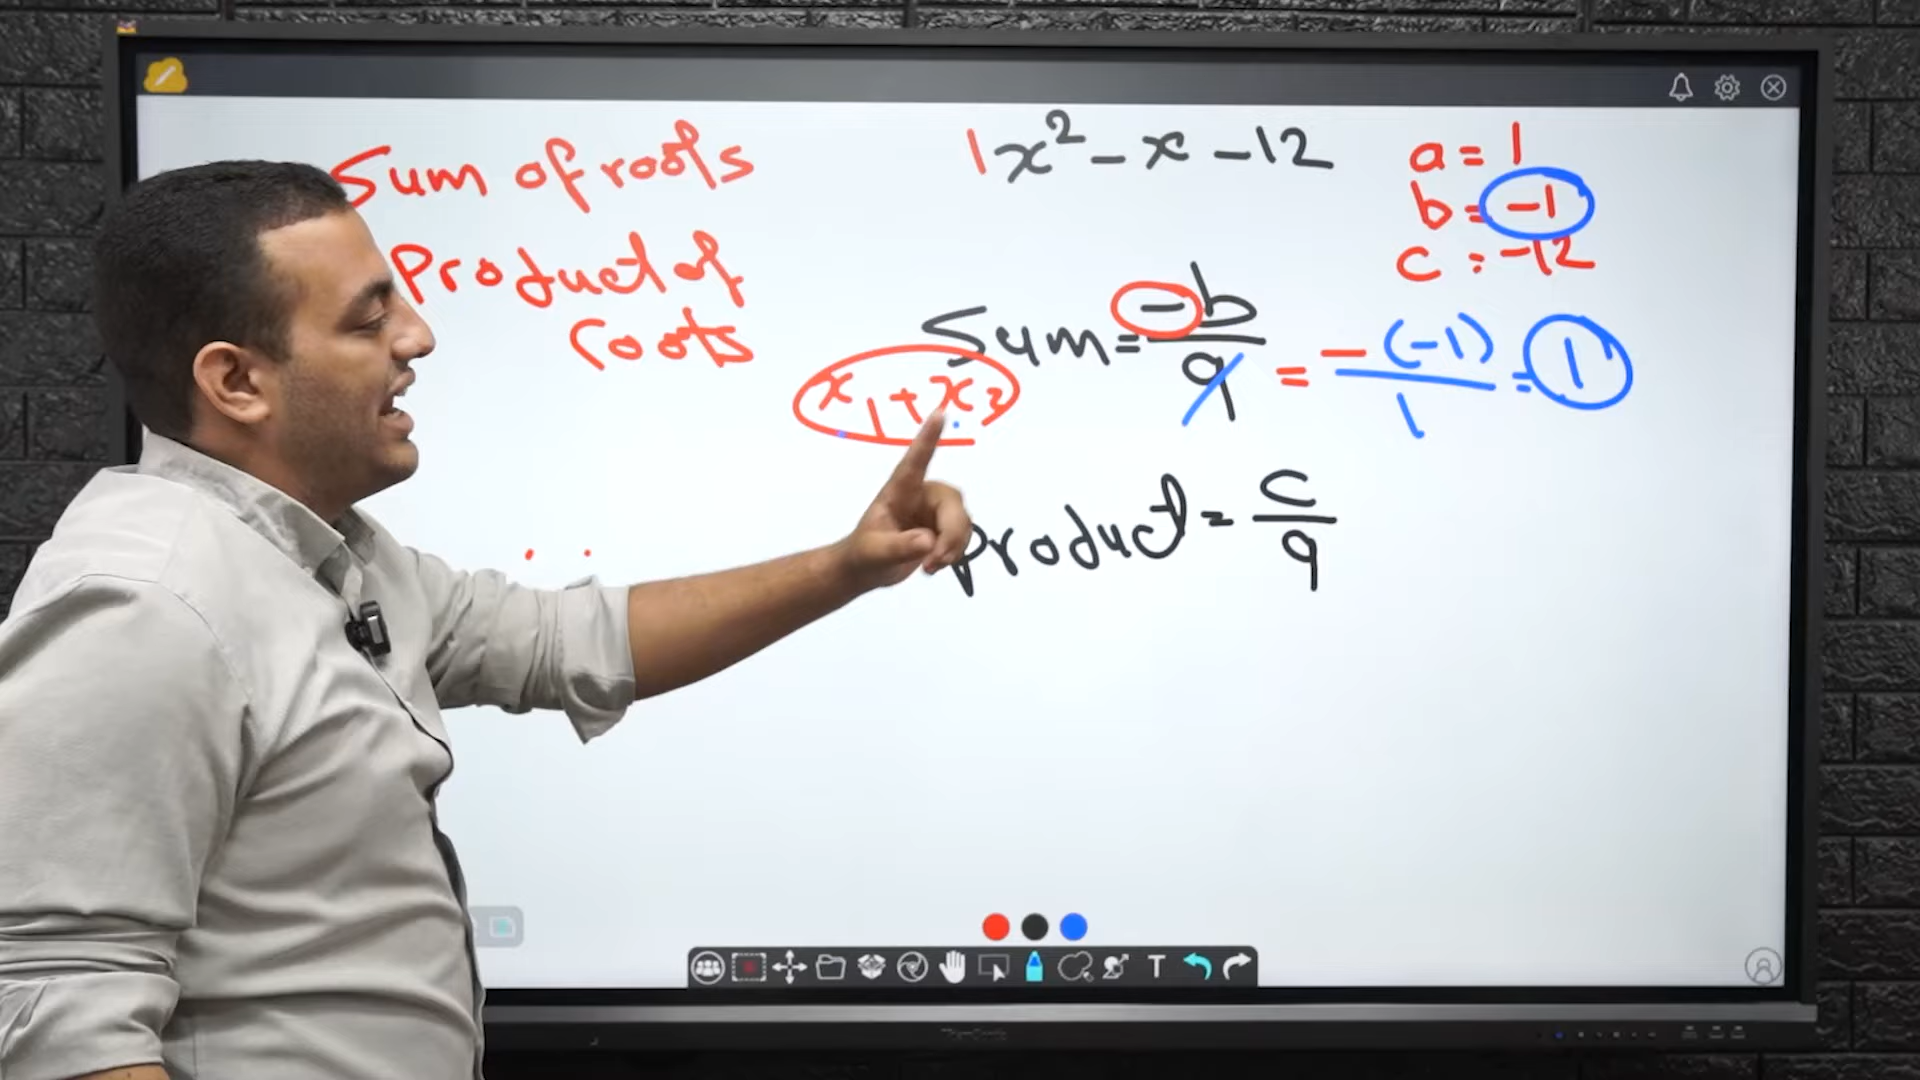 Sum of roots
Product of
roots
1x² - x - 12
a = 1
b = -1
c = -12
Sum = -b/a = -(-1)/1 = 1
x₁ + x₂
Product = c/a
T